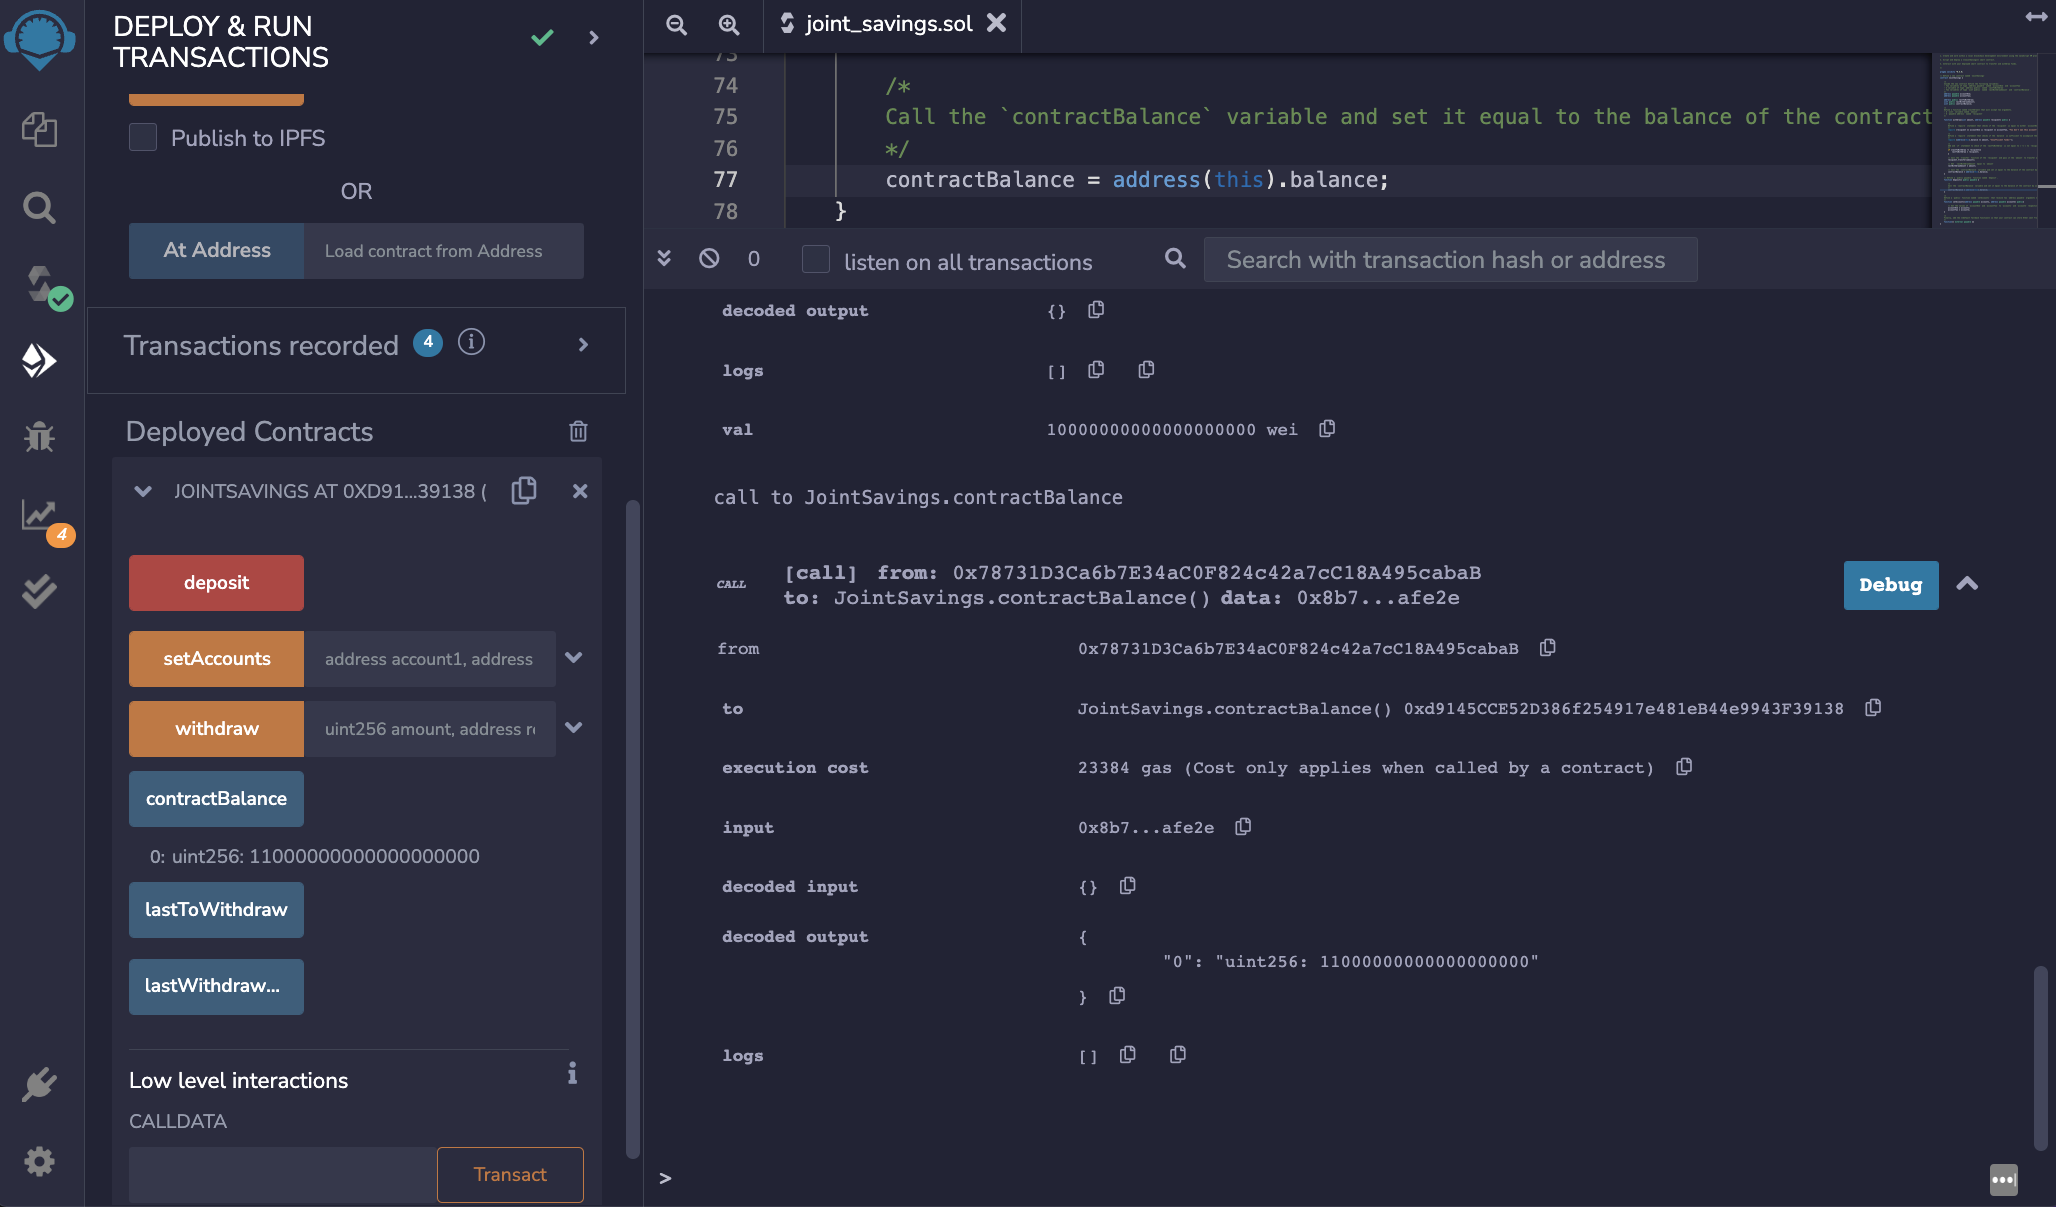 DEPLOY & RUN
TRANSACTIONS
Publish to IPFS
OR
At Address
Load contract from Address
Transactions recorded 4
Deployed Contracts
JOINTSAVINGS AT 0XD91...39138 (
deposit
setAccounts
address account1, address
withdraw
uint256 amount, address re
contractBalance
0: uint256: 11000000000000000000
lastToWithdraw
lastWithdraw...
Low level interactions
CALLDATA
Transact
4
joint_savings.sol
73
74 /*
75 Call the `contractBalance` variable and set it equal to the balance of the contract
76 */
77 contractBalance = address(this).balance;
78 }
0
listen on all transactions
Search with transaction hash or address
decoded output {}
logs []
val 10000000000000000000 wei
call to JointSavings.contractBalance
CALL
[call] from: 0x78731D3Ca6b7E34aC0F824c42a7cC18A495cabaB
to: JointSavings.contractBalance() data: 0x8b7...afe2e
Debug
from 0x78731D3Ca6b7E34aC0F824c42a7cC18A495cabaB
to JointSavings.contractBalance() 0xd9145CCE52D386f254917e481eB44e9943F39138
execution cost 23384 gas (Cost only applies when called by a contract)
input 0x8b7...afe2e
decoded input {}
decoded output {
"0": "uint256: 11000000000000000000"
}
logs []
>